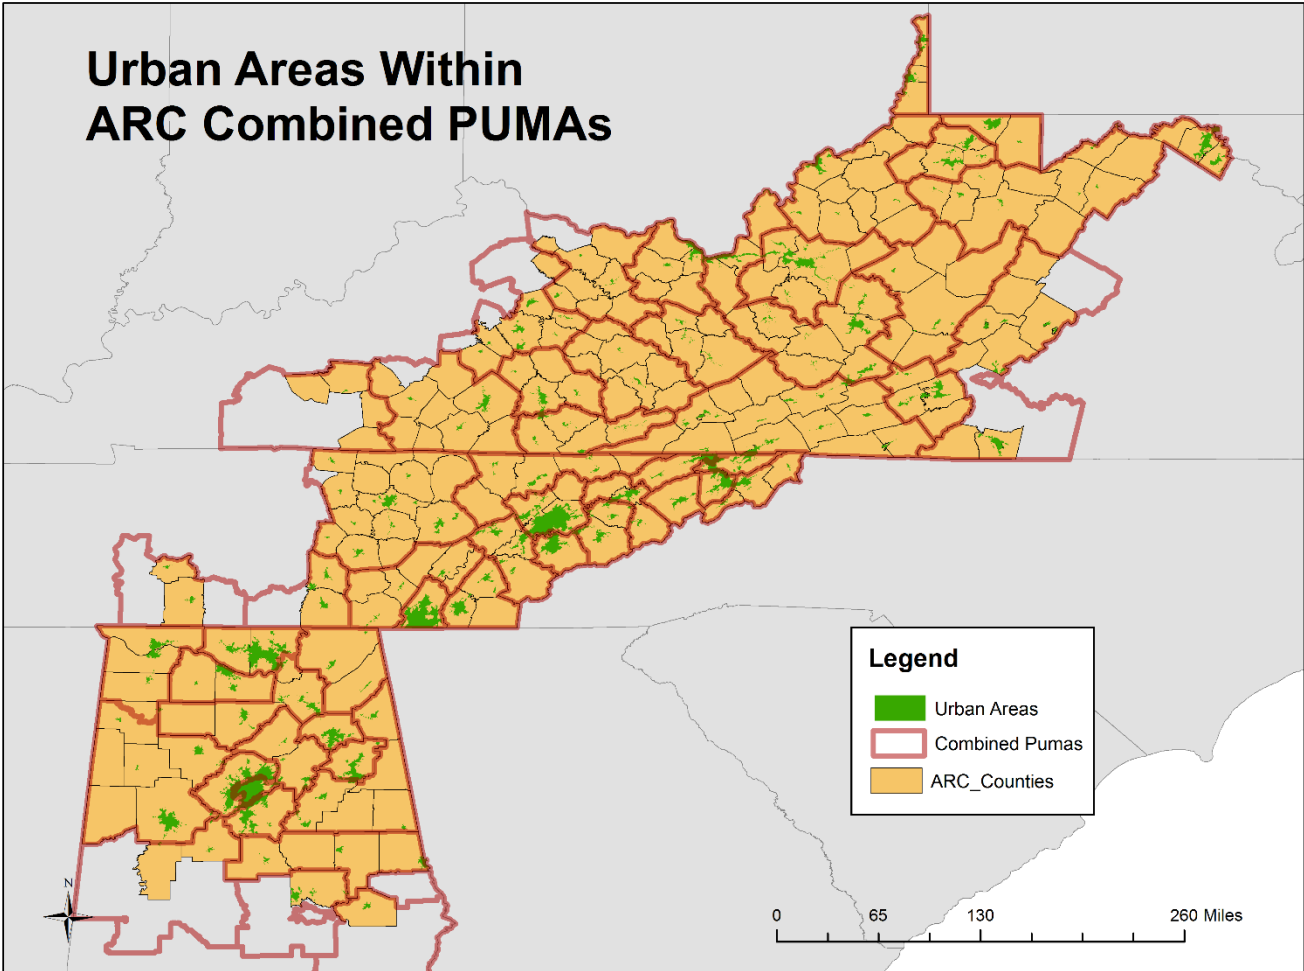 Urban Areas Within
ARC Combined PUMAs
Legend
Urban Areas
Combined Pumas
ARC_Counties
N
0 65 130 260 Miles